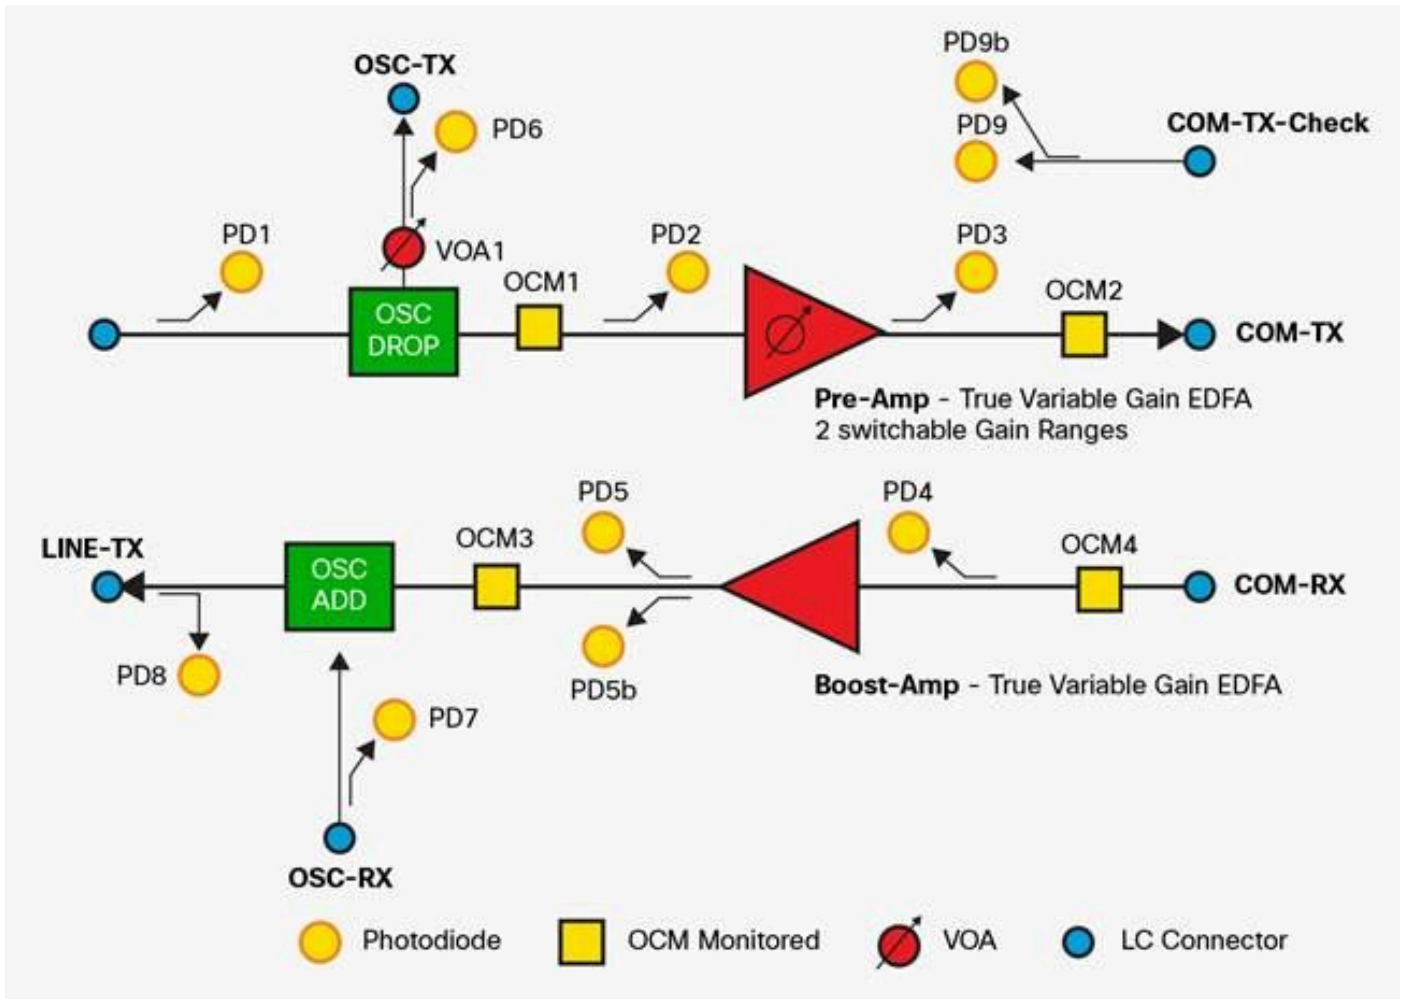 PD9b
OSC-TX
PD6
PD9
COM-TX-Check
PD1
VOA1
PD2
PD3
OCM1
OCM2
OSC
DROP
COM-TX
Pre-Amp - True Variable Gain EDFA
2 switchable Gain Ranges
PD5
PD4
LINE-TX
OCM3
OCM4
OSC
ADD
COM-RX
PD8
PD5b
Boost-Amp - True Variable Gain EDFA
PD7
OSC-RX
Photodiode
OCM Monitored
VOA
LC Connector